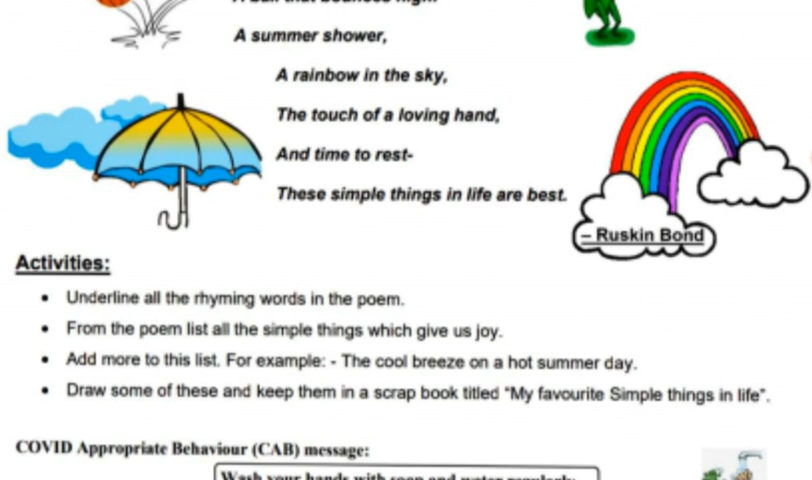 A summer shower,
A rainbow in the sky,
The touch of a loving hand,
And time to rest-
These simple things in life are best.
– Ruskin Bond
Activities:
• Underline all the rhyming words in the poem.
• From the poem list all the simple things which give us joy.
• Add more to this list. For example: - The cool breeze on a hot summer day.
• Draw some of these and keep them in a scrap book titled "My favourite Simple things in life".
COVID Appropriate Behaviour (CAB) message:
Wash your hands with soap and water regularly